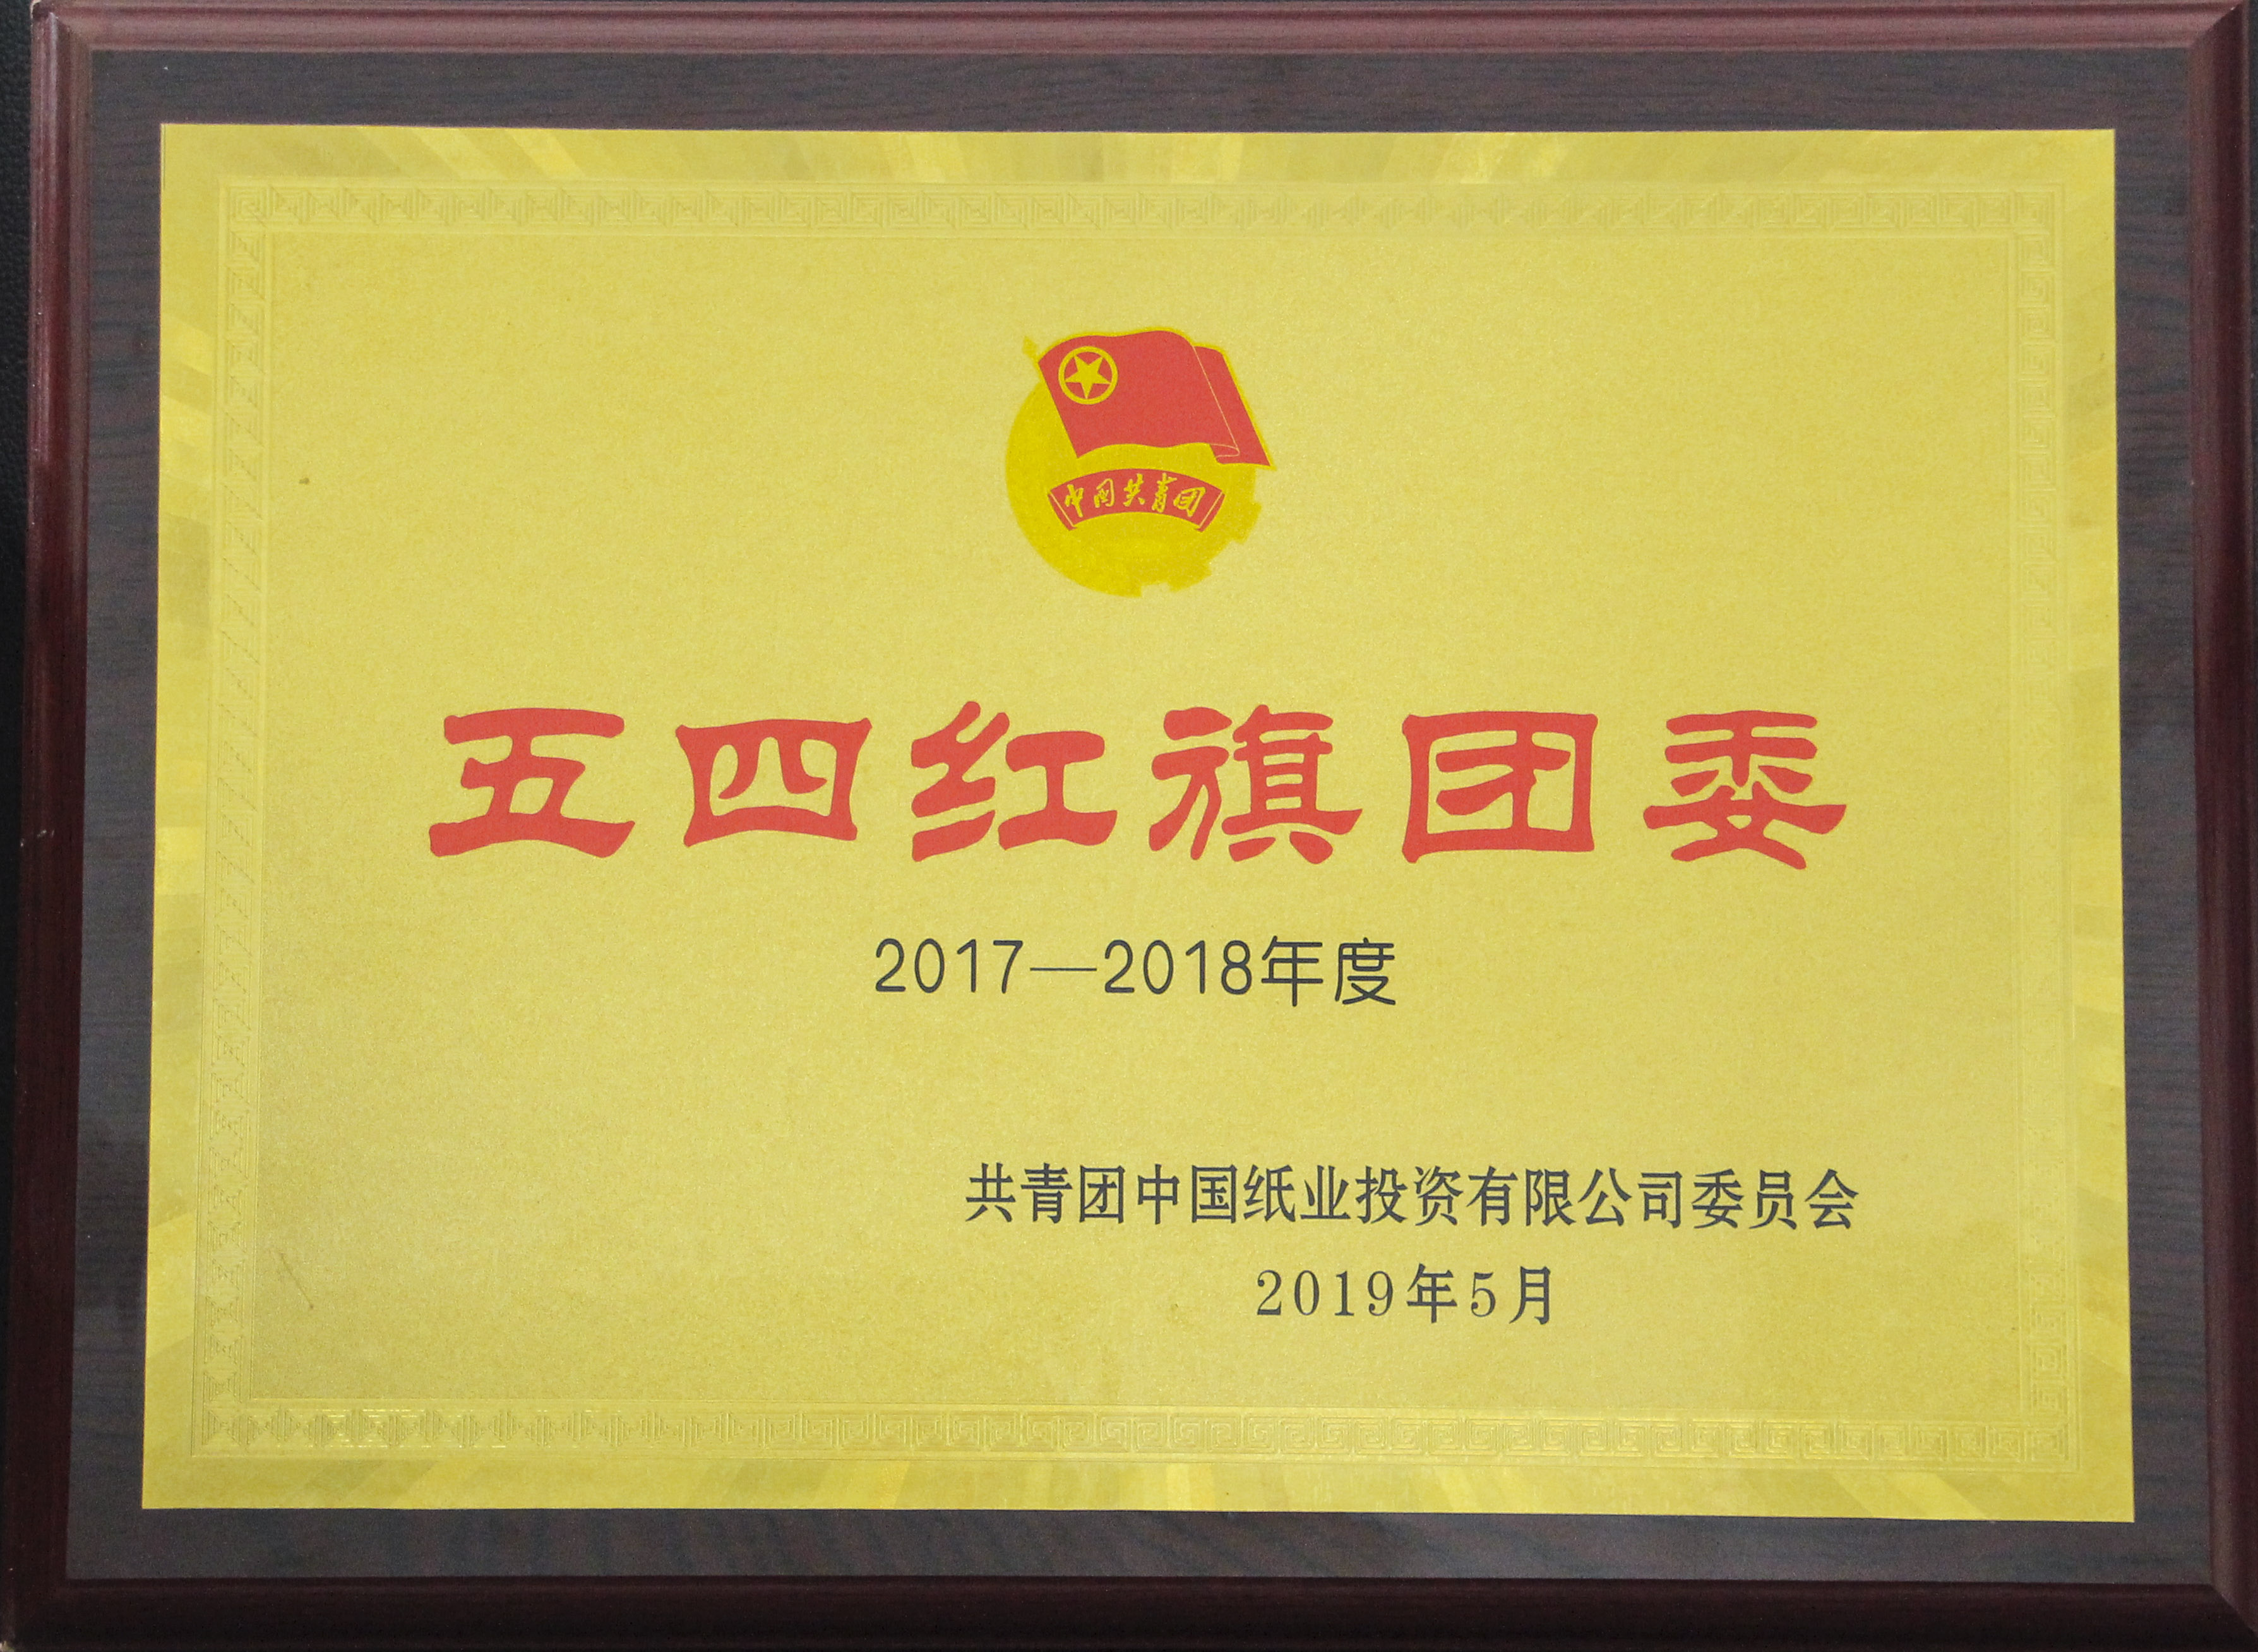 中国共青团
五四红旗团委
2017—2018年度
共青团中国纸业投资有限公司委员会
2019年5月